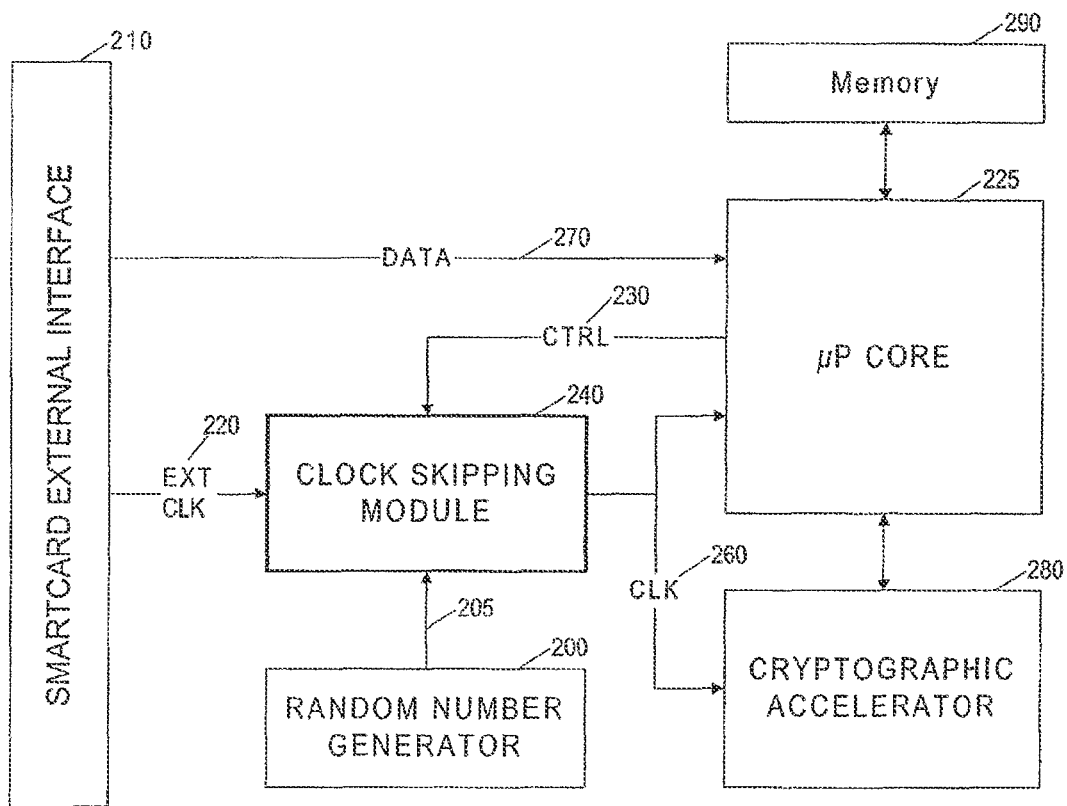 210
290
Memory
225
SMARTCARD EXTERNAL INTERFACE
270
DATA
230
CTRL
µP CORE
240
220
EXT
CLK
CLOCK SKIPPING
MODULE
260
CLK
280
205
200
RANDOM NUMBER
GENERATOR
CRYPTOGRAPHIC
ACCELERATOR